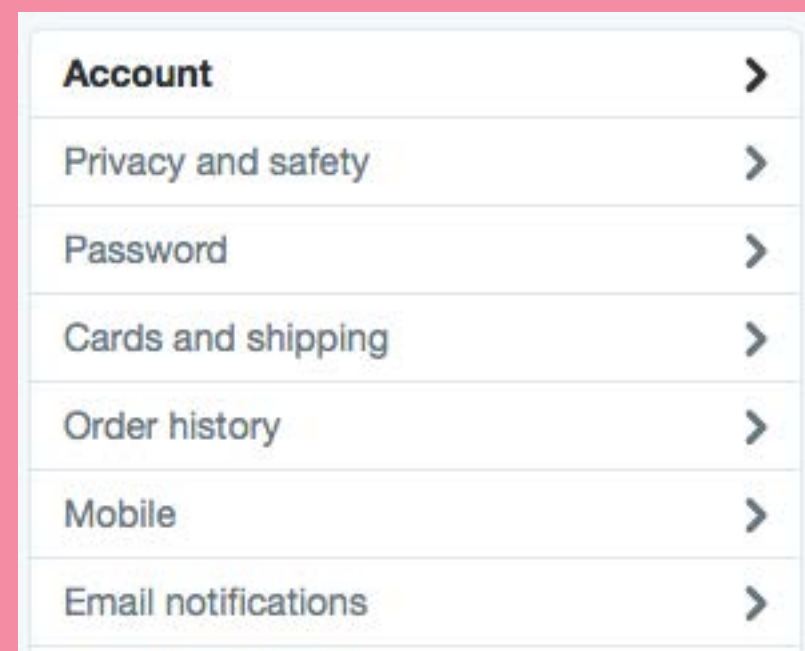 Account
Privacy and safety
Password
Cards and shipping
Order history
Mobile
Email notifications